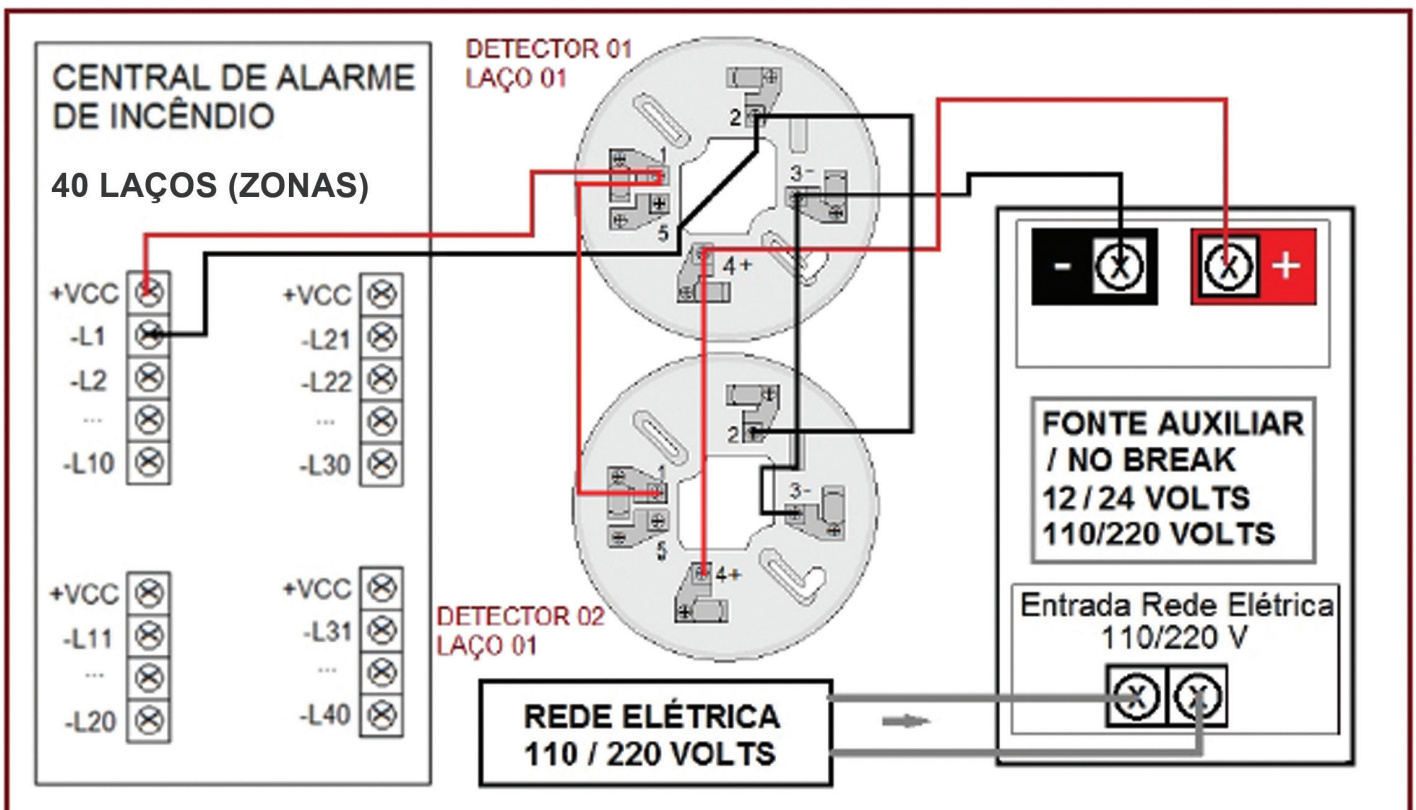 CENTRAL DE ALARME
DE INCÊNDIO
40 LAÇOS (ZONAS)
+VCC
-L1
-L2
...
-L10
+VCC
-L21
-L22
...
-L30
+VCC
-L11
...
-L20
+VCC
-L31
...
-L40
DETECTOR 01
LAÇO 01
2
1
3-
5
4+
2
1
3-
5
4+
DETECTOR 02
LAÇO 01
- X
X +
FONTE AUXILIAR
/ NO BREAK
12 / 24 VOLTS
110/220 VOLTS
Entrada Rede Elétrica
110/220 V
X X
REDE ELÉTRICA
110 / 220 VOLTS